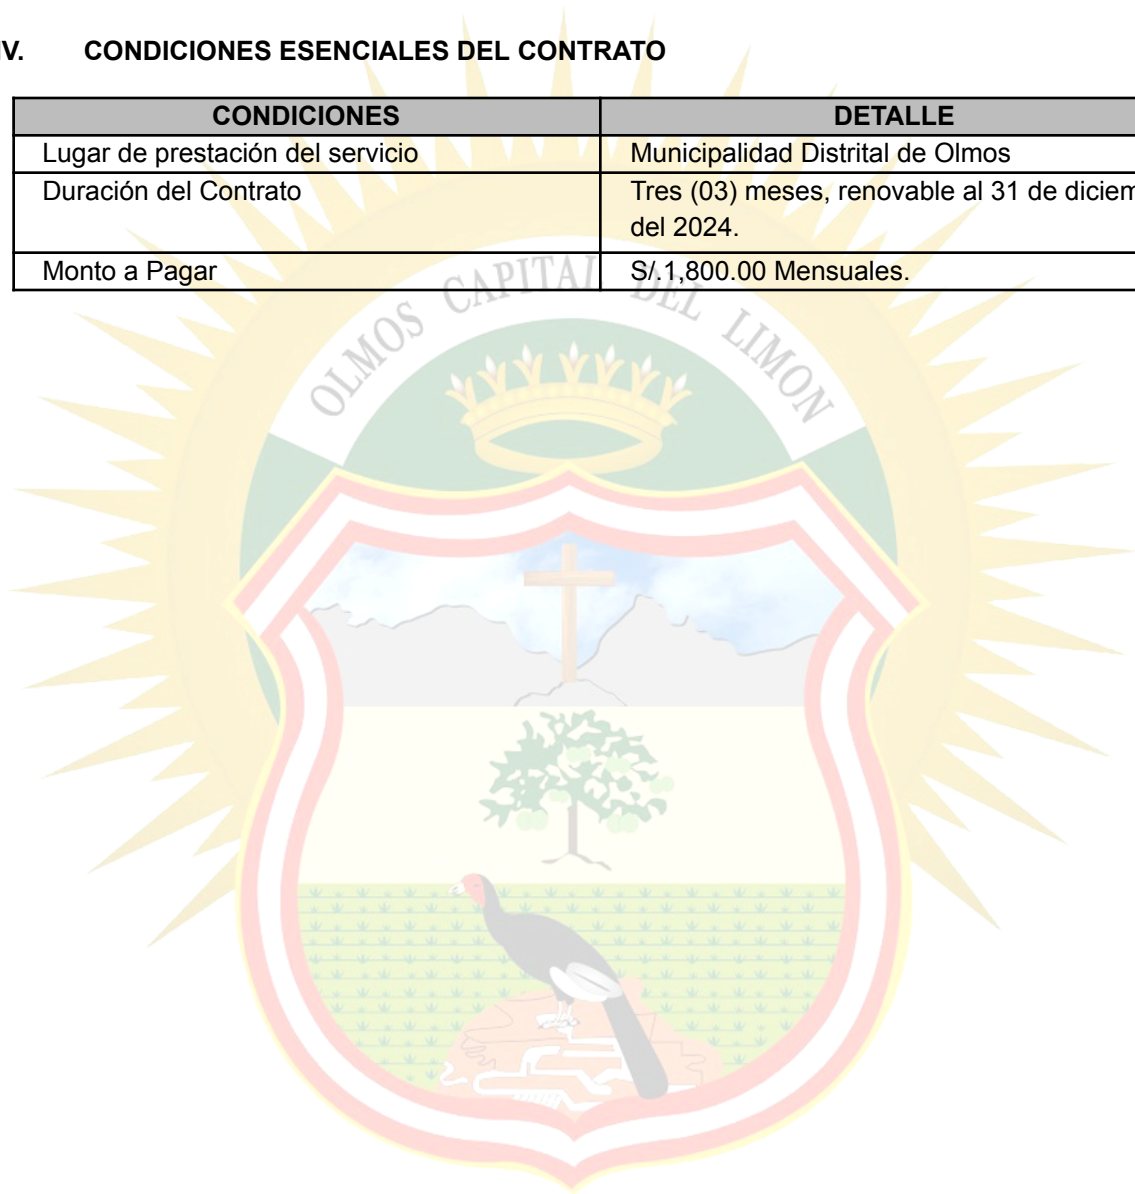 IV. CONDICIONES ESENCIALES DEL CONTRATO
CONDICIONES DETALLE
Lugar de prestación del servicio Municipalidad Distrital de Olmos
Duración del Contrato Tres (03) meses, renovable al 31 de diciem
del 2024.
Monto a Pagar S/.1,800.00 Mensuales.
OLMOS CAPITAL DEL LIMON